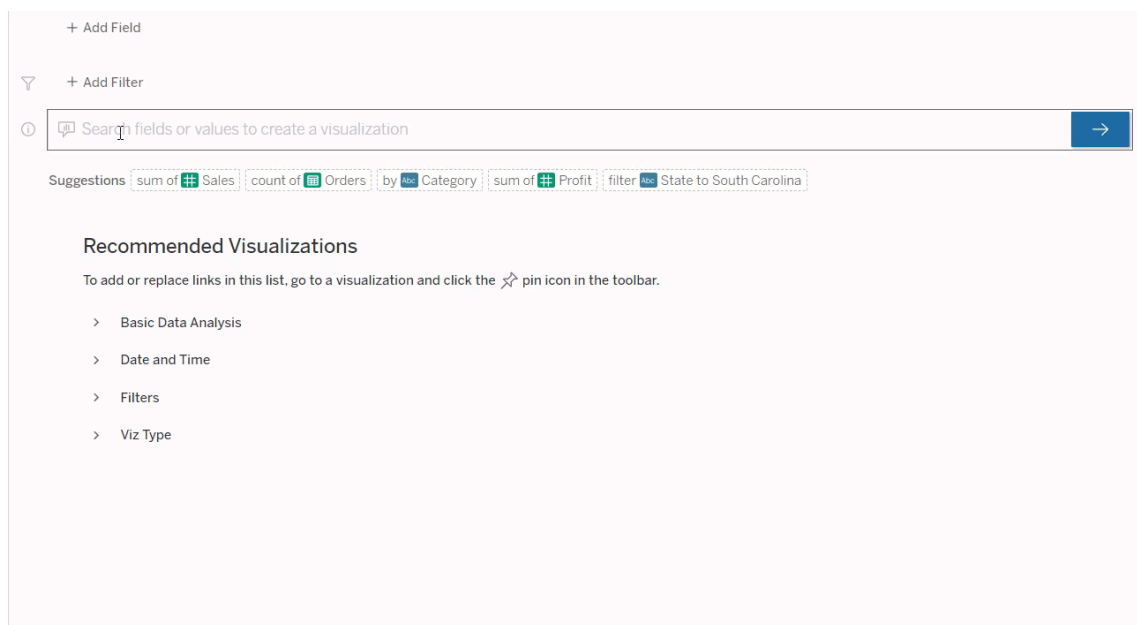 + Add Field
+ Add Filter
Search fields or values to create a visualization
Suggestions sum of # Sales count of Orders by Abc Category sum of # Profit filter Abc State to South Carolina
Recommended Visualizations
To add or replace links in this list, go to a visualization and click the pin icon in the toolbar.
> Basic Data Analysis
> Date and Time
> Filters
> Viz Type